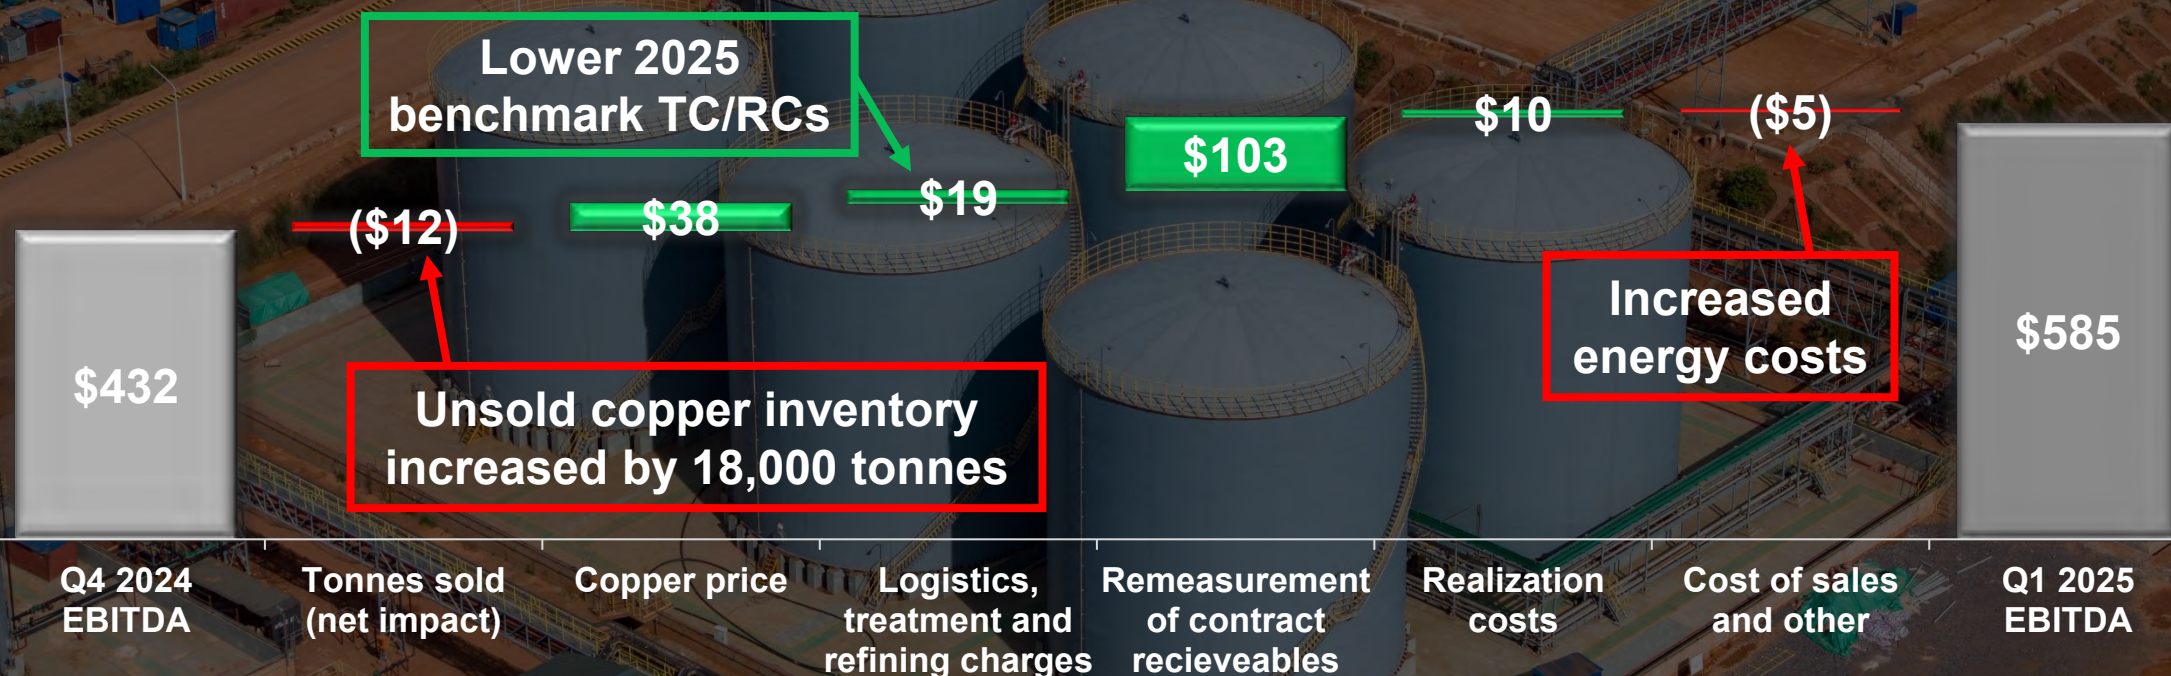 Lower 2025
benchmark TC/RCs
$432
($12)
$38
$19
$103
$10
($5)
$585
Unsold copper inventory
increased by 18,000 tonnes
Increased
energy costs
Q4 2024
EBITDA
Tonnes sold
(net impact)
Copper price
Logistics,
treatment and
refining charges
Remeasurement
of contract
recieveables
Realization
costs
Cost of sales
and other
Q1 2025
EBITDA